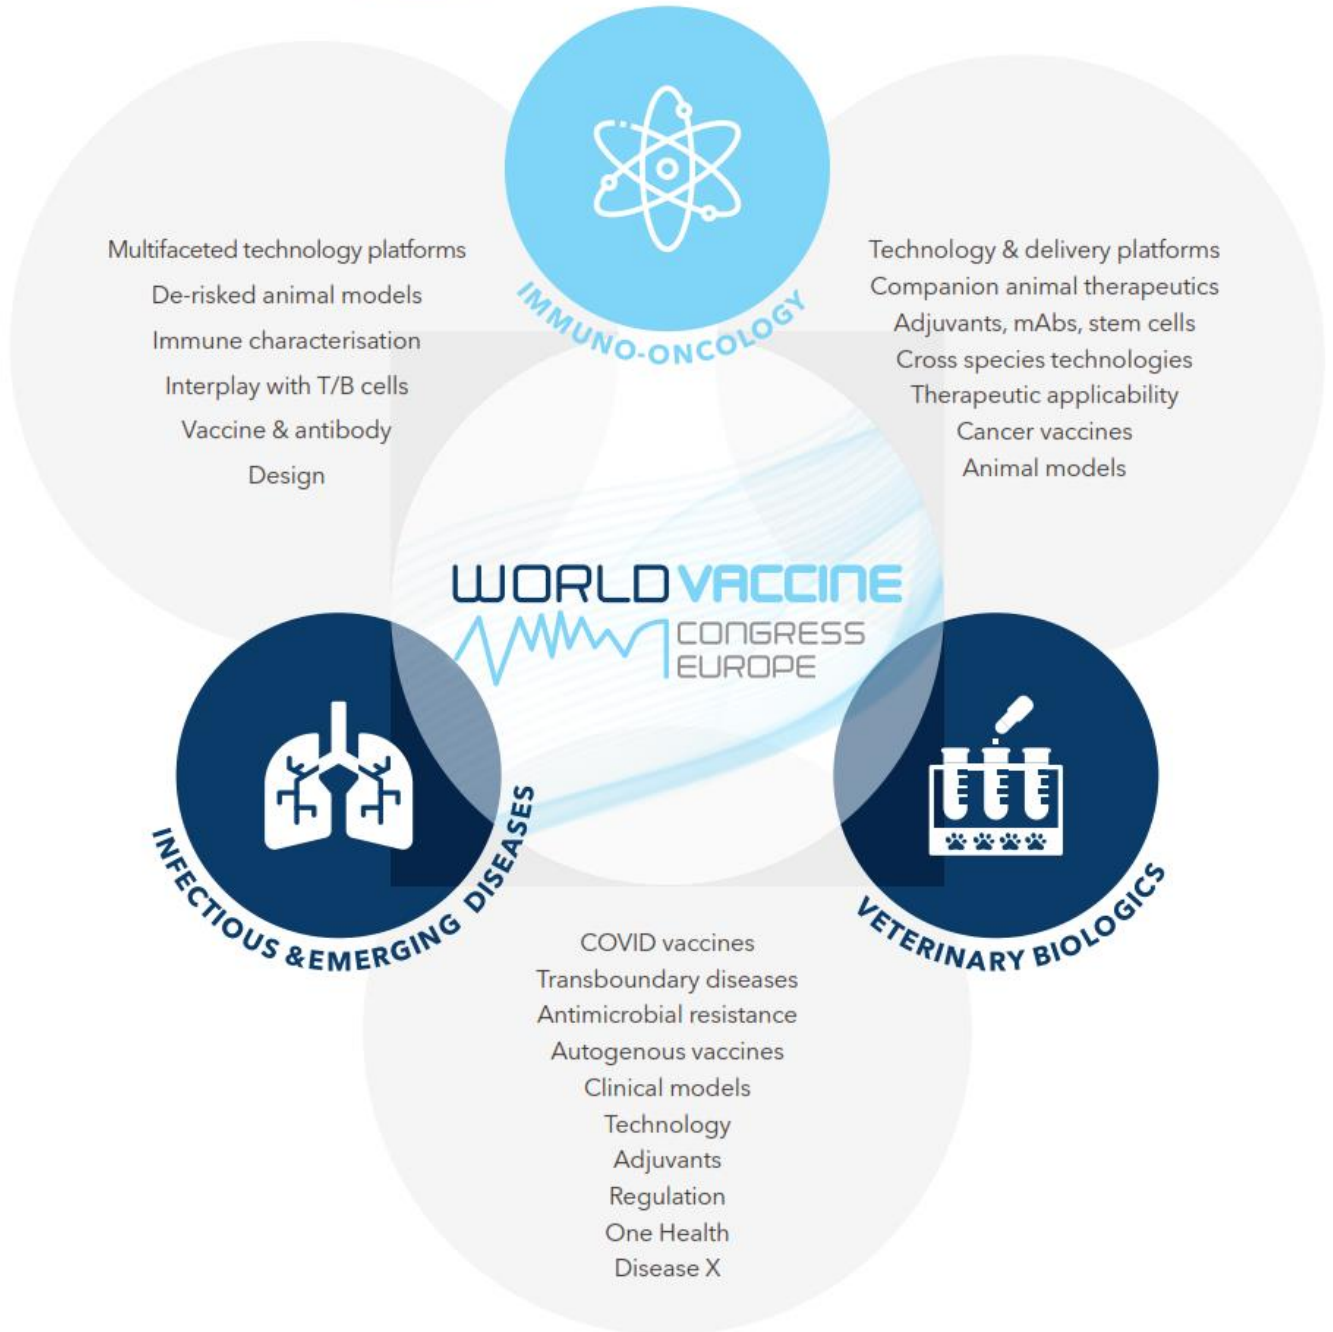 IMMUNO-ONCOLOGY
Multifaceted technology platforms
De-risked animal models
Immune characterisation
Interplay with T/B cells
Vaccine & antibody
Design
Technology & delivery platforms
Companion animal therapeutics
Adjuvants, mAbs, stem cells
Cross species technologies
Therapeutic applicability
Cancer vaccines
Animal models
WORLD VACCINE
CONGRESS
EUROPE
INFECTIOUS &EMERGING DISEASES
VETERINARY BIOLOGICS
COVID vaccines
Transboundary diseases
Antimicrobial resistance
Autogenous vaccines
Clinical models
Technology
Adjuvants
Regulation
One Health
Disease X